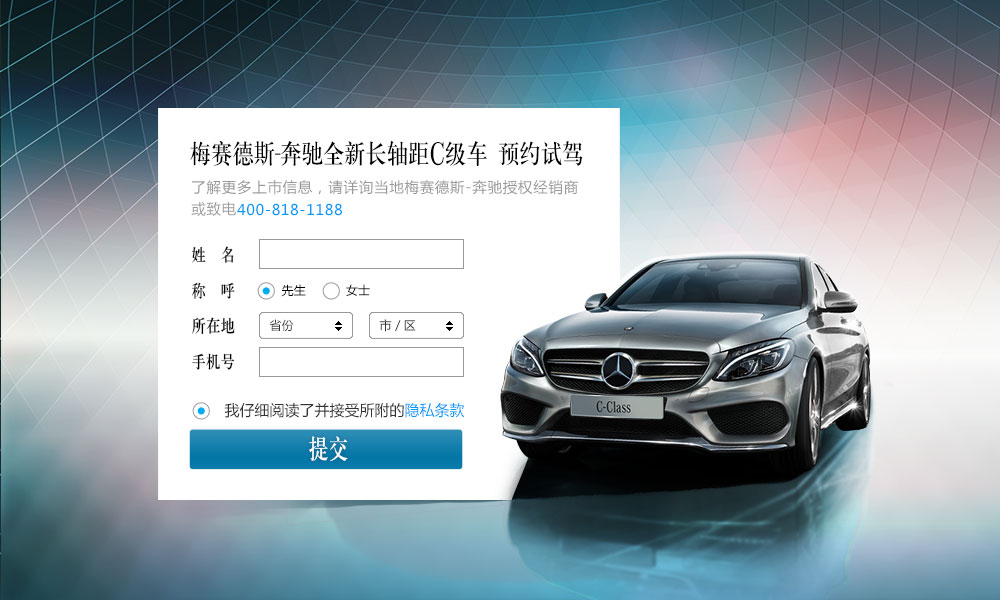 梅赛德斯-奔驰全新长轴距C级车 预约试驾
了解更多上市信息，请详询当地梅赛德斯-奔驰授权经销商
或致电400-818-1188
姓 名
称 呼 先生 女士
所在地 省份 市 / 区
手机号
我仔细阅读了并接受所附的隐私条款
提交
C-Class